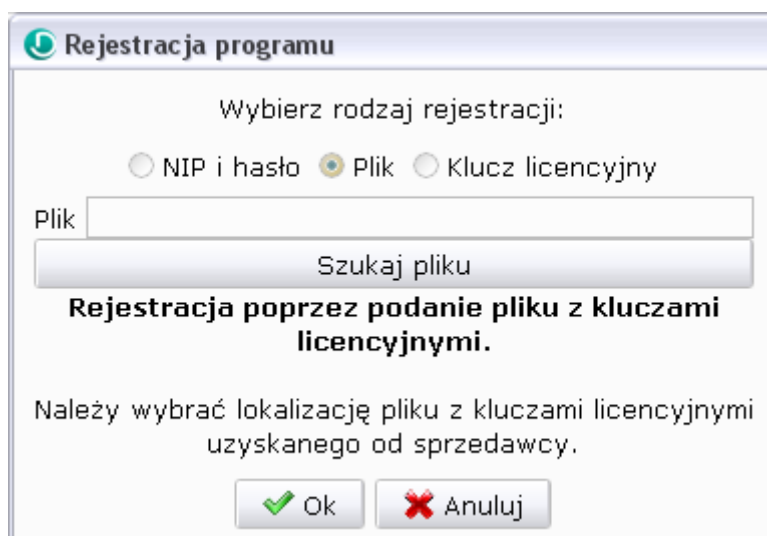 Rejestracja programu
Wybierz rodzaj rejestracji:
NIP i hasło Plik Klucz licencyjny
Plik
Szukaj pliku
Rejestracja poprzez podanie pliku z kluczami
licencyjnymi.
Należy wybrać lokalizację pliku z kluczami licencyjnymi
uzyskanego od sprzedawcy.
Ok Anuluj